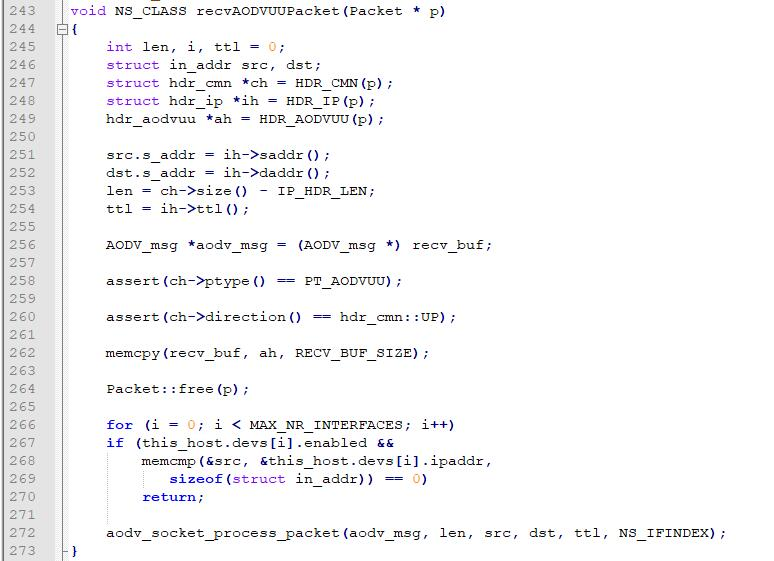 243 void NS_CLASS recvAODVUUPacket(Packet * p)
244 {
245     int len, i, ttl = 0;
246     struct in_addr src, dst;
247     struct hdr_cmn *ch = HDR_CMN(p);
248     struct hdr_ip *ih = HDR_IP(p);
249     hdr_aodvuu *ah = HDR_AODVUU(p);
250
251     src.s_addr = ih->saddr();
252     dst.s_addr = ih->daddr();
253     len = ch->size() - IP_HDR_LEN;
254     ttl = ih->ttl();
255
256     AODV_msg *aodv_msg = (AODV_msg *) recv_buf;
257
258     assert(ch->ptype() == PT_AODVUU);
259
260     assert(ch->direction() == hdr_cmn::UP);
261
262     memcpy(recv_buf, ah, RECV_BUF_SIZE);
263
264     Packet::free(p);
265
266     for (i = 0; i < MAX_NR_INTERFACES; i++)
267     if (this_host.devs[i].enabled &&
268         memcmp(&src, &this_host.devs[i].ipaddr,
269            sizeof(struct in_addr)) == 0)
270         return;
271
272     aodv_socket_process_packet(aodv_msg, len, src, dst, ttl, NS_IFINDEX);
273 }